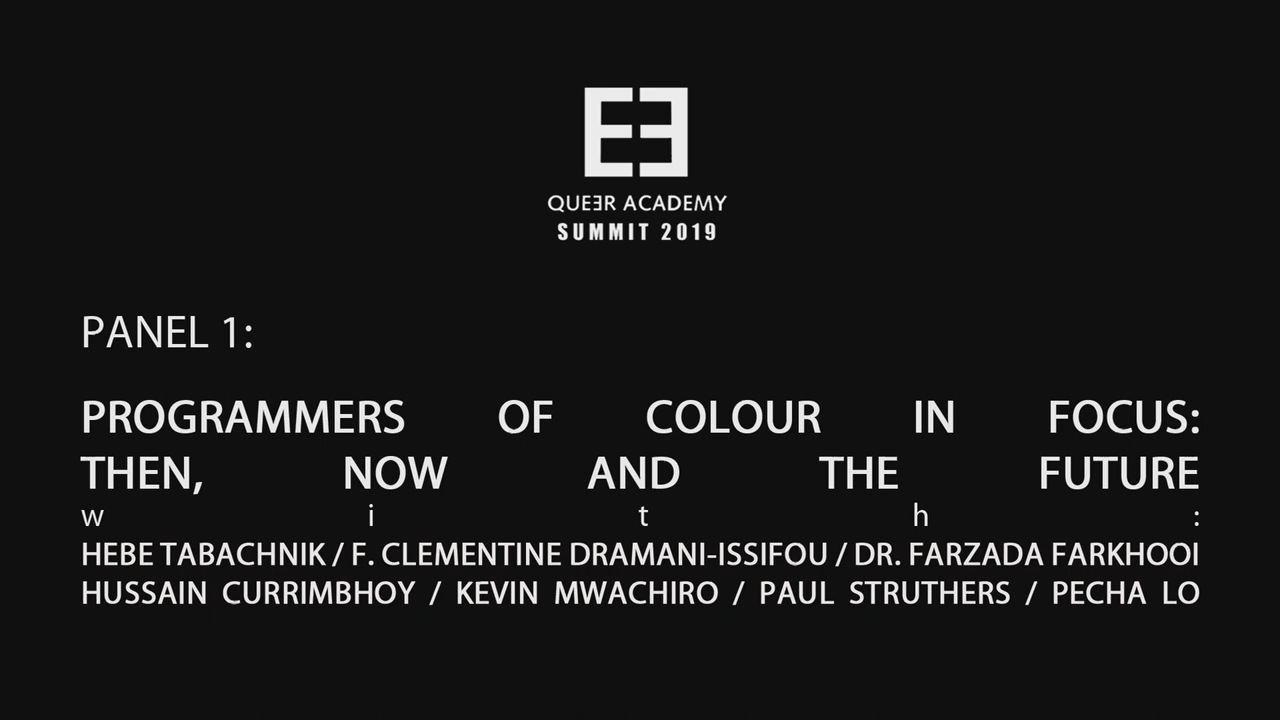 EƎ
QUEƎR ACADEMY
SUMMIT 2019
PANEL 1:
PROGRAMMERS OF COLOUR IN FOCUS:
THEN, NOW AND THE FUTURE
with:
HEBE TABACHNIK / F. CLEMENTINE DRAMANI-ISSIFOU / DR. FARZADA FARKHOOI
HUSSAIN CURRIMBHOY / KEVIN MWACHIRO / PAUL STRUTHERS / PECHA LO